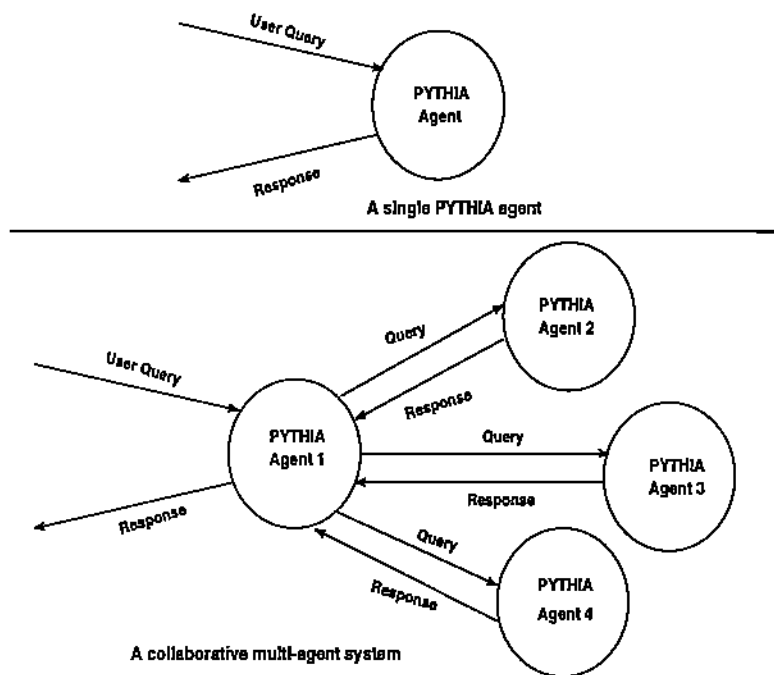 User Query
PYTHIA
Agent
Response
A single PYTHIA agent
PYTHIA
Agent 2
Query
User Query
Response
PYTHIA
Agent 1
Query
PYTHIA
Agent 3
Response
Response
Query
PYTHIA
Agent 4
Response
A collaborative multi-agent system